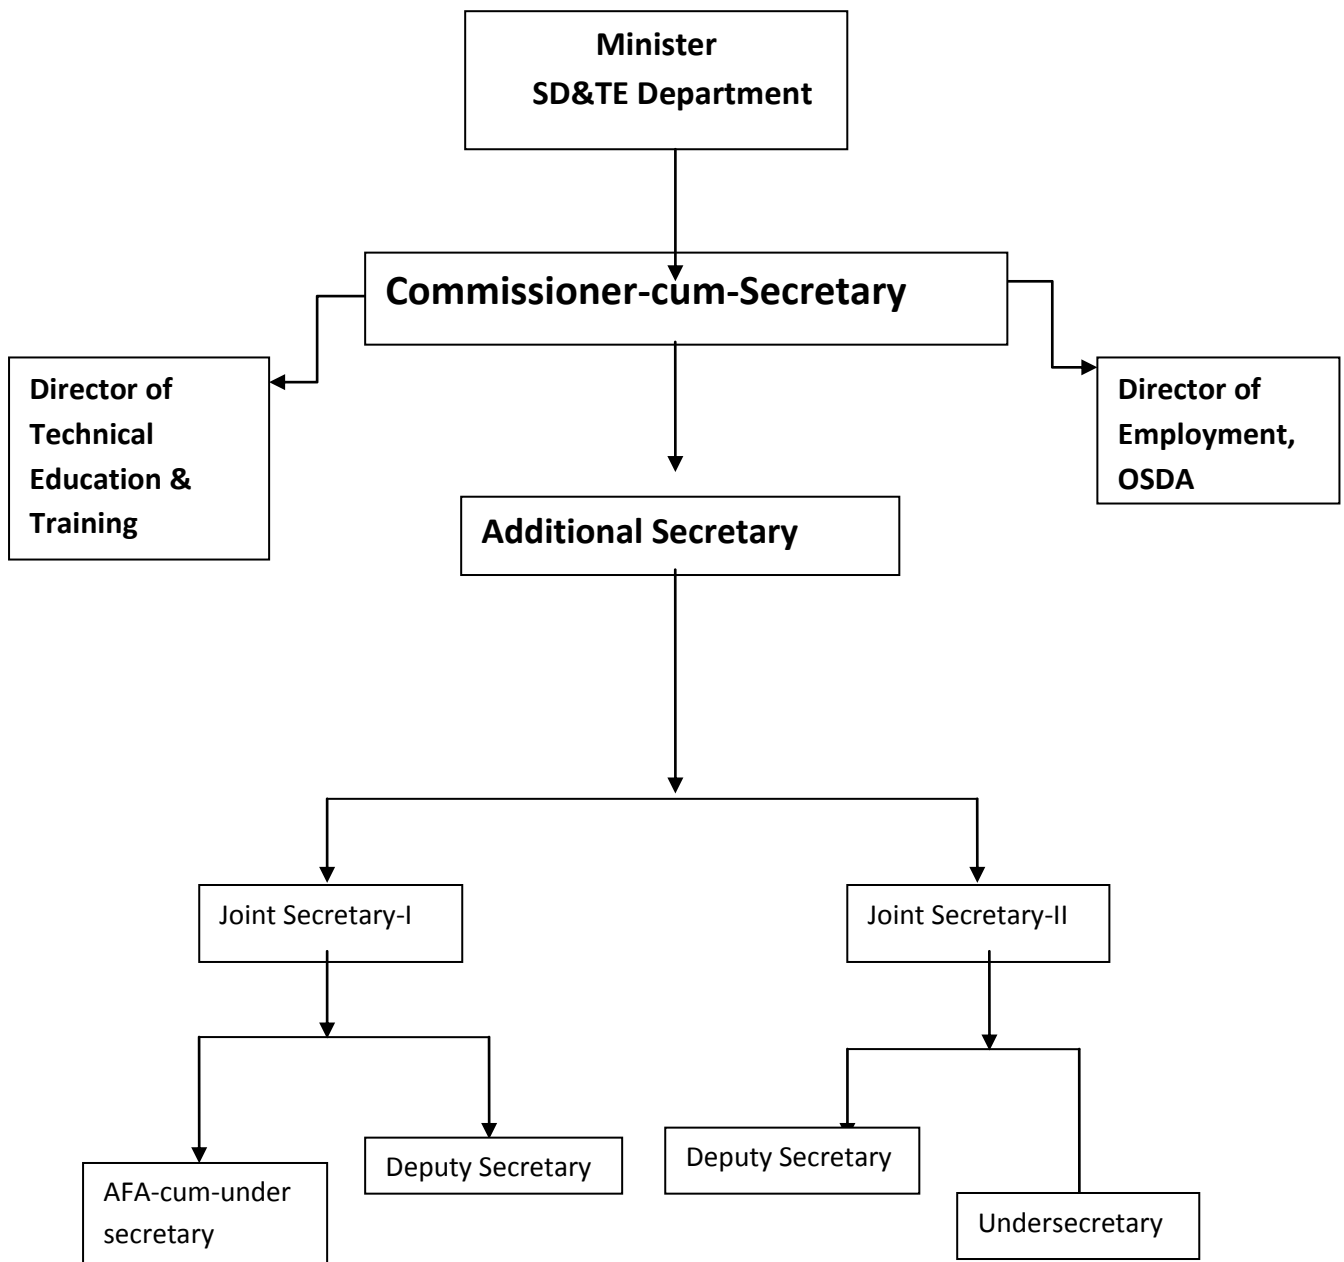 Minister
SD&TE Department
Commissioner-cum-Secretary
Director of
Technical
Education &
Training
Director of
Employment,
OSDA
Additional Secretary
Joint Secretary-I
Joint Secretary-II
AFA-cum-under
secretary
Deputy Secretary
Deputy Secretary
Undersecretary